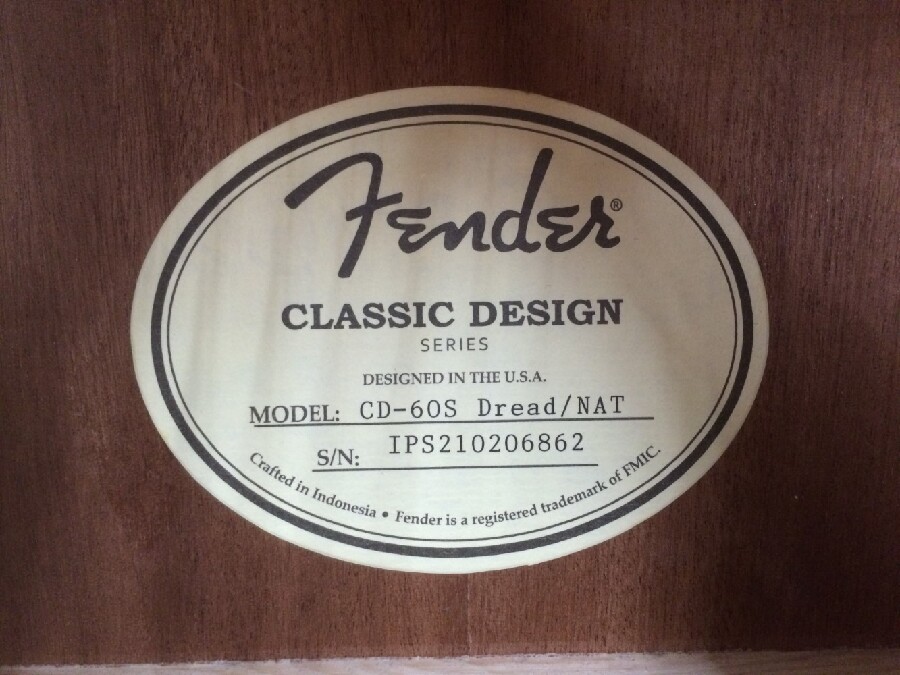 Fender®
CLASSIC DESIGN
SERIES
DESIGNED IN THE U.S.A.
MODEL: CD-60S Dread/NAT
S/N: IPS210206862
Crafted in Indonesia • Fender is a registered trademark of FMIC.